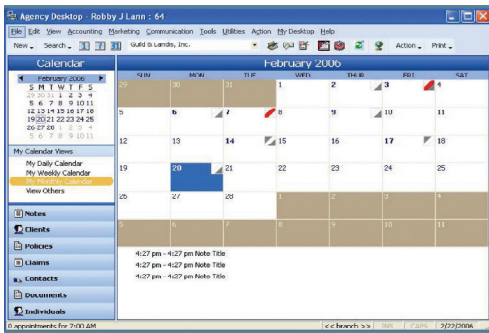 Agency Desktop - Robby J Lann : 64
File Edit View Accounting Marketing Communication Tools Utilities Action My Desktop Help
New Search 1 7 31 Guild & Lands, Inc. Action Print
Calendar
February 2006
February 2006
S M T W T F S
29 30 31 1 2 3 4
5 6 7 8 9 10 11
12 13 14 15 16 17 18
19 20 21 22 23 24 25
26 27 28 1 2 3 4
5 6 7 8 9 10 11
My Calendar Views
My Daily Calendar
My Weekly Calendar
My Monthly Calendar
View Others
Notes
Clients
Policies
Claims
Contacts
Documents
Individuals
SUN MON TUE WED THUR FRI SAT
29 30 31 1 2 3 4
5 6 7 8 9 10 11
12 13 14 15 16 17 18
19 20 21 22 23 24 25
26 27 28 1 2 3 4
5 6 7 8 9 10 11
4:27 pm - 4:27 pm Note Title
4:27 pm - 4:27 pm Note Title
4:27 pm - 4:27 pm Note Title
0 appointments for 7:00 AM
<< branch >> INS CAPS 2/22/2006